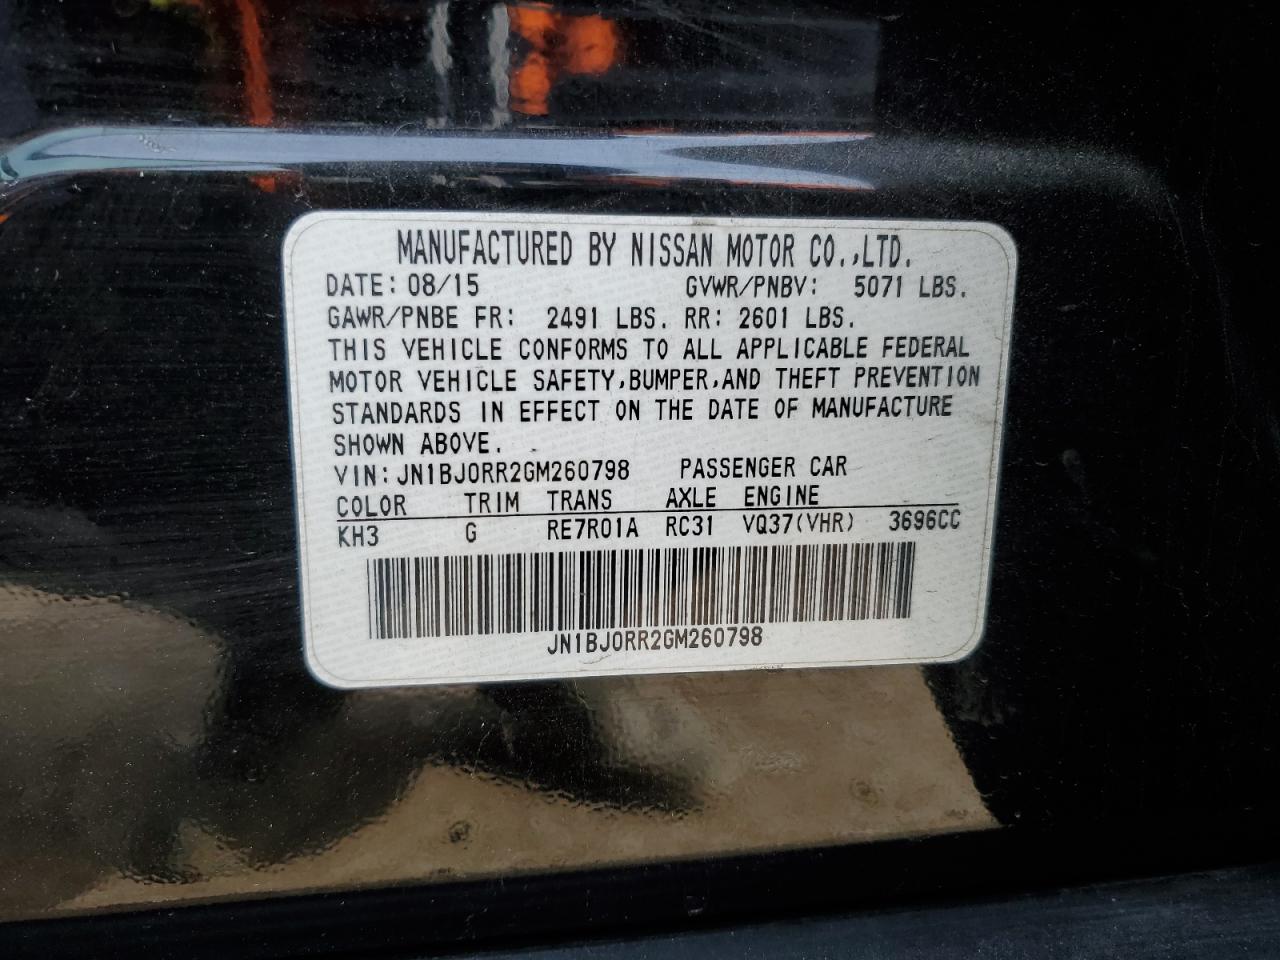 MANUFACTURED BY NISSAN MOTOR CO.,LTD.
DATE: 08/15 GVWR/PNBV: 5071 LBS.
GAWR/PNBE FR: 2491 LBS. RR: 2601 LBS.
THIS VEHICLE CONFORMS TO ALL APPLICABLE FEDERAL
MOTOR VEHICLE SAFETY,BUMPER,AND THEFT PREVENTION
STANDARDS IN EFFECT ON THE DATE OF MANUFACTURE
SHOWN ABOVE.
VIN: JN1BJ0RR2GM260798 PASSENGER CAR
COLOR TRIM TRANS AXLE ENGINE
KH3 G RE7R01A RC31 VQ37(VHR) 3696CC
JN1BJ0RR2GM260798